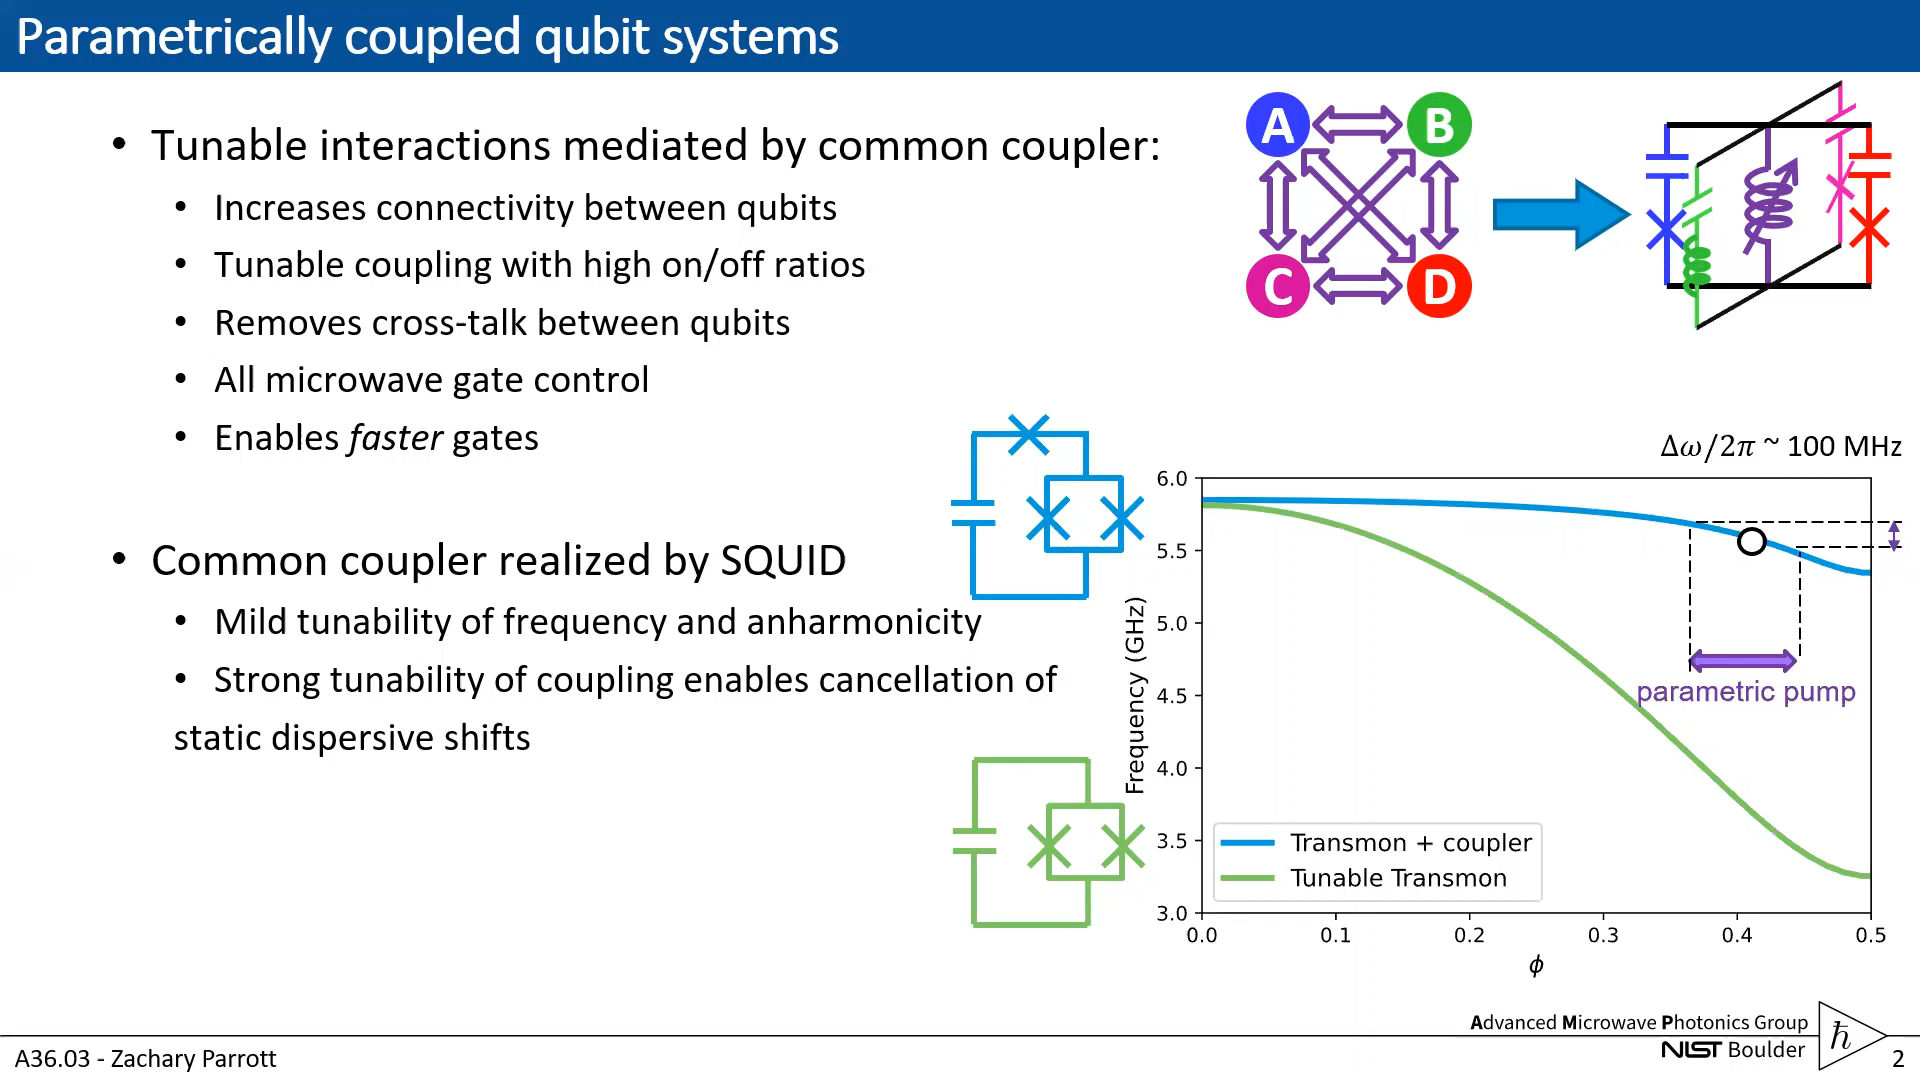 Parametrically coupled qubit systems
• Tunable interactions mediated by common coupler:
• Increases connectivity between qubits
• Tunable coupling with high on/off ratios
• Removes cross-talk between qubits
• All microwave gate control
• Enables faster gates
• Common coupler realized by SQUID
• Mild tunability of frequency and anharmonicity
• Strong tunability of coupling enables cancellation of
static dispersive shifts
A
B
C
D
Δω/2π ~ 100 MHz
6.0
5.5
5.0
4.5
4.0
3.5
3.0
Frequency (GHz)
parametric pump
Transmon + coupler
Tunable Transmon
0.0 0.1 0.2 0.3 0.4 0.5
ϕ
Advanced Microwave Photonics Group
NIST Boulder
ħ
A36.03 - Zachary Parrott
2